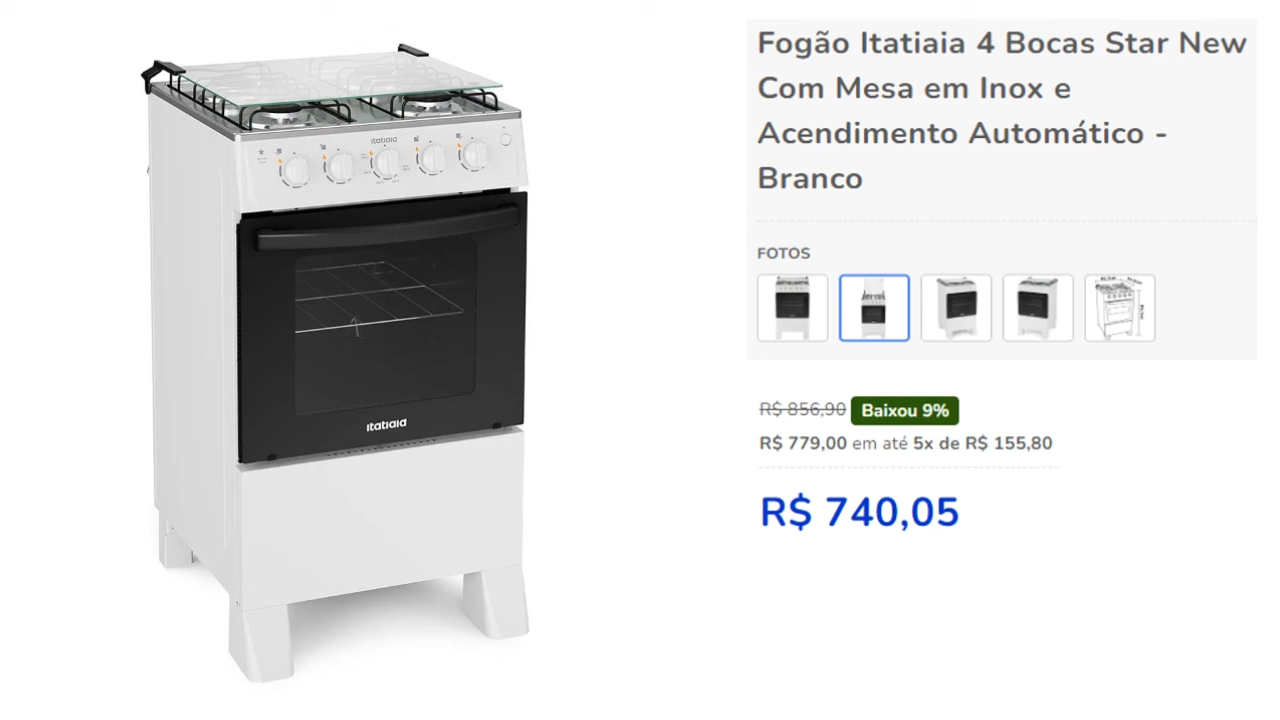 itatiaia
itatiaia
Fogão Itatiaia 4 Bocas Star New
Com Mesa em Inox e
Acendimento Automático -
Branco
FOTOS
R$ 856,90 Baixou 9%
R$ 779,00 em até 5x de R$ 155,80
R$ 740,05